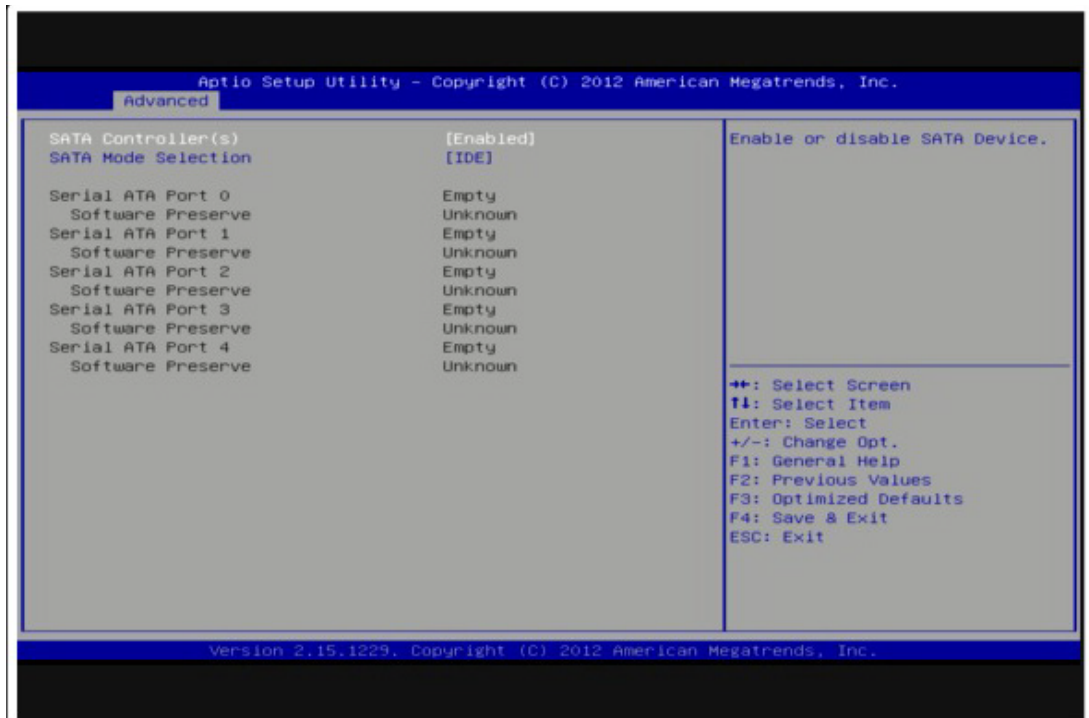 Aptio Setup Utility – Copyright (C) 2012 American Megatrends, Inc.
Advanced
SATA Controller(s) [Enabled]
SATA Mode Selection [IDE]
Serial ATA Port 0 Empty
Software Preserve Unknown
Serial ATA Port 1 Empty
Software Preserve Unknown
Serial ATA Port 2 Empty
Software Preserve Unknown
Serial ATA Port 3 Empty
Software Preserve Unknown
Serial ATA Port 4 Empty
Software Preserve Unknown
Enable or disable SATA Device.
→←: Select Screen
↑↓: Select Item
Enter: Select
+/-: Change Opt.
F1: General Help
F2: Previous Values
F3: Optimized Defaults
F4: Save & Exit
ESC: Exit
Version 2.15.1229. Copyright (C) 2012 American Megatrends, Inc.